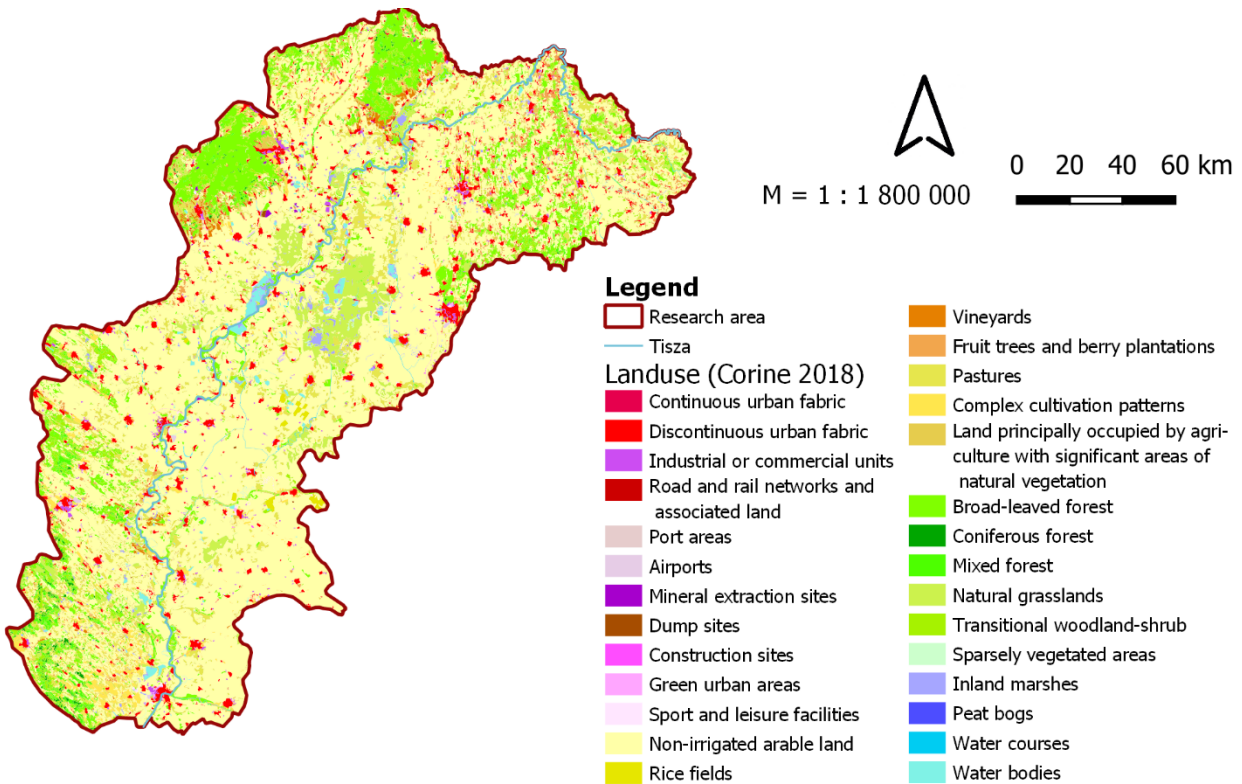 M = 1 : 1 800 000
0 20 40 60 km
Legend
Research area
Tisza
Landuse (Corine 2018)
Continuous urban fabric
Discontinuous urban fabric
Industrial or commercial units
Road and rail networks and
associated land
Port areas
Airports
Mineral extraction sites
Dump sites
Construction sites
Green urban areas
Sport and leisure facilities
Non-irrigated arable land
Rice fields
Vineyards
Fruit trees and berry plantations
Pastures
Complex cultivation patterns
Land principally occupied by agri-
culture with significant areas of
natural vegetation
Broad-leaved forest
Coniferous forest
Mixed forest
Natural grasslands
Transitional woodland-shrub
Sparsely vegetated areas
Inland marshes
Peat bogs
Water courses
Water bodies